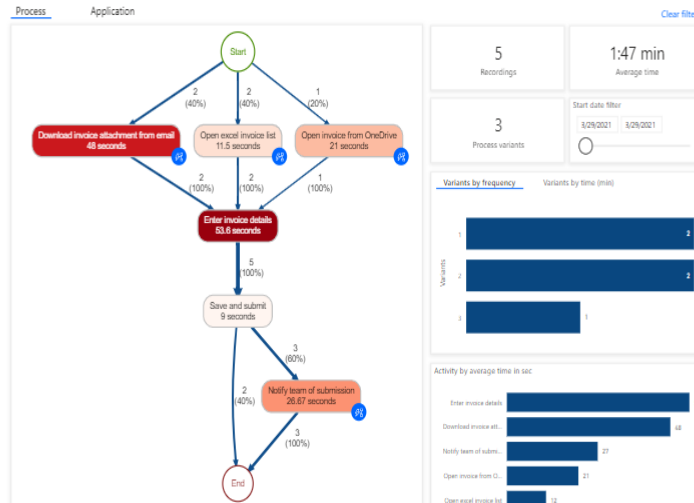 Process
Application
Clear filte
Start
2
(40%)
2
(40%)
1
(20%)
Download invoice attachment from email
48 seconds
Open excel invoice list
11.5 seconds
Open invoice from OneDrive
21 seconds
2
(100%)
2
(100%)
1
(100%)
Enter invoice details
53.6 seconds
5
(100%)
Save and submit
9 seconds
3
(60%)
2
(40%)
Notify team of submission
26.67 seconds
3
(100%)
End
5
Recordings
1:47 min
Average time
3
Process variants
Start date filter
3/29/2021
3/29/2021
Variants by frequency
Variants by time (min)
Variants
1
2
2
2
3
1
Activity by average time in sec
Enter invoice details
Download invoice att...
48
Notify team of subm...
27
Open invoice from O...
21
Open excel invoice list
12